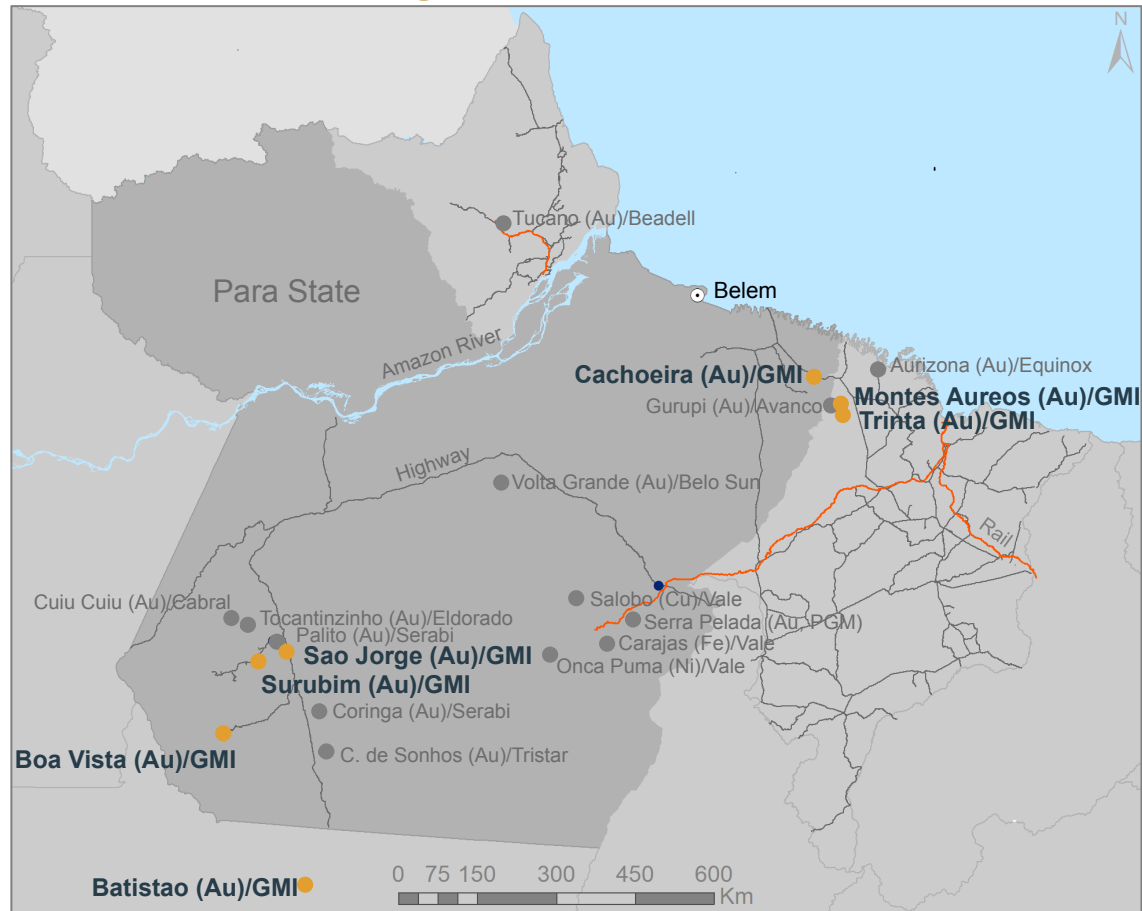 N
Tucano (Au)/Beadell
Para State
Belem
Amazon River
Aurizona (Au)/Equinox
Cachoeira (Au)/GMI
Montes Aureos (Au)/GMI
Gurupi (Au)/Avanco
Trinta (Au)/GMI
Highway
Volta Grande (Au)/Belo Sun
Rail
Salobo (Cu)/Vale
Cuiu Cuiu (Au)/Cabral
Tocantinzinho (Au)/Eldorado
Serra Pelada (Au, PGM)
Palito (Au)/Serabi
Carajas (Fe)/Vale
Sao Jorge (Au)/GMI
Onca Puma (Ni)/Vale
Surubim (Au)/GMI
Coringa (Au)/Serabi
Boa Vista (Au)/GMI
C. de Sonhos (Au)/Tristar
Batistao (Au)/GMI
0 75 150 300 450 600
Km